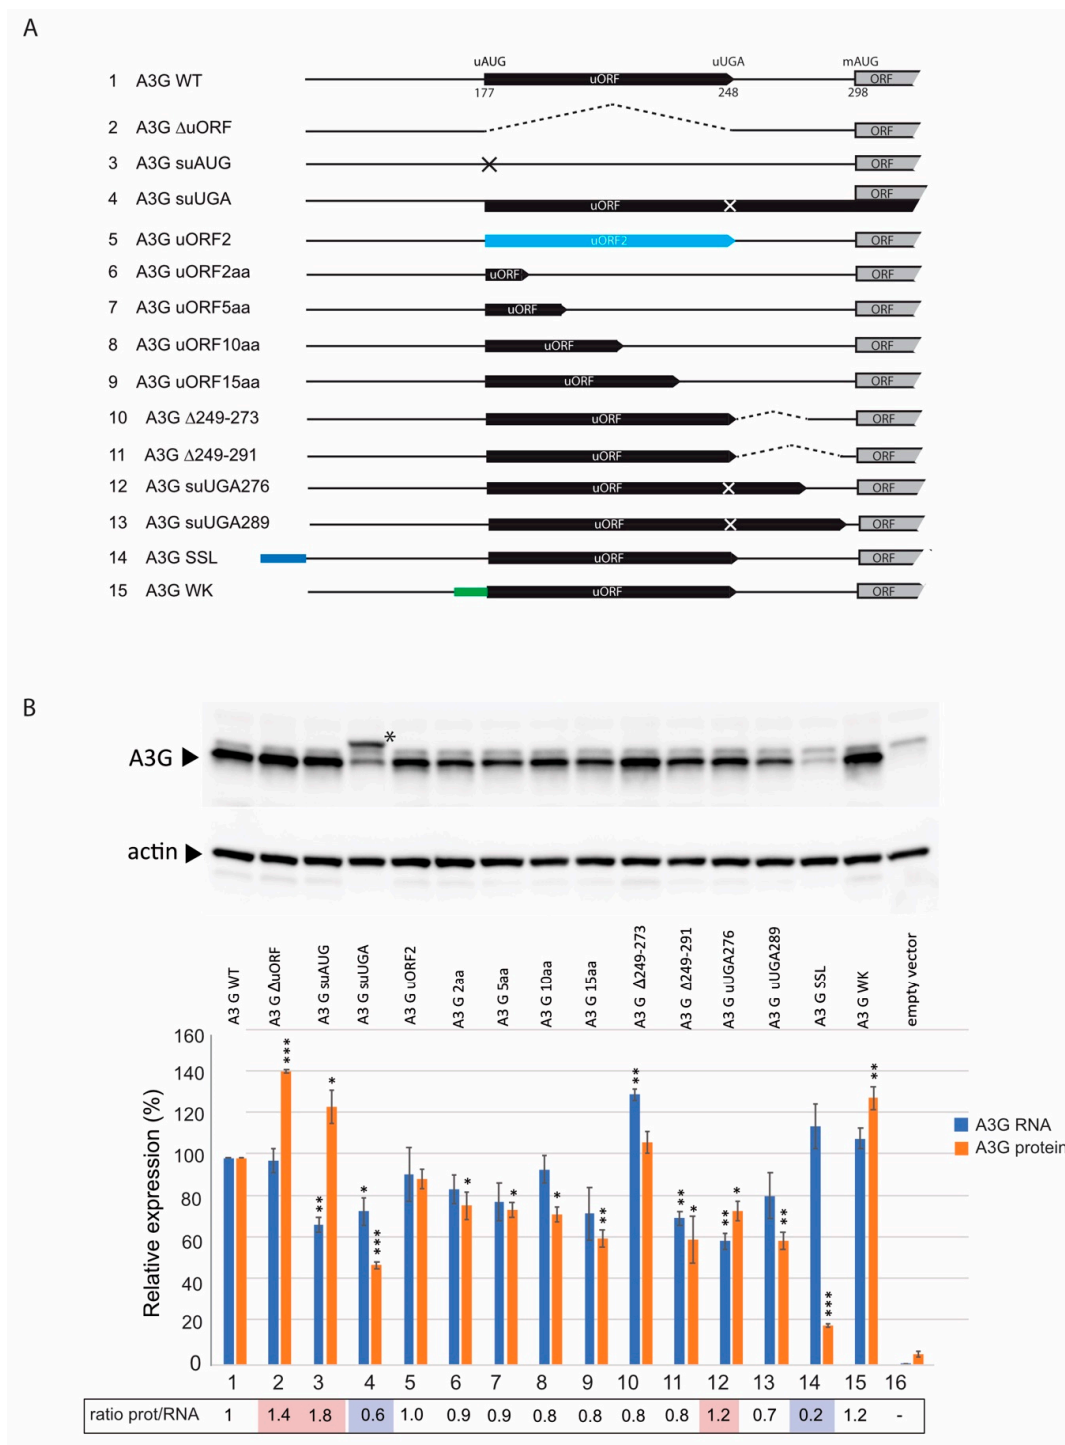 A
uAUG uUGA mAUG
1 A3G WT uORF ORF
177 248 298
2 A3G ΔuORF ORF
3 A3G suAUG ORF
4 A3G suUGA uORF ORF
5 A3G uORF2 uORF2 ORF
6 A3G uORF2aa uORF ORF
7 A3G uORF5aa uORF ORF
8 A3G uORF10aa uORF ORF
9 A3G uORF15aa uORF ORF
10 A3G Δ249-273 uORF ORF
11 A3G Δ249-291 uORF ORF
12 A3G suUGA276 uORF ORF
13 A3G suUGA289 uORF ORF
14 A3G SSL uORF ORF
15 A3G WK uORF ORF
B
A3G
*
actin
A3 G WT
A3 G ΔuORF
A3 G suAUG
A3 G suUGA
A3 G uORF2
A3 G 2aa
A3 G 5aa
A3 G 10aa
A3 G 15aa
A3 G Δ249-273
A3 G Δ249-291
A3 G uUGA276
A3 G uUGA289
A3 G SSL
A3 G WK
empty vector
Relative expression (%)
160
140
120
100
80
60
40
20
0
***
*
**
*
***
*
*
*
**
**
**
*
**
*
**
***
**
A3G RNA
A3G protein
1 2 3 4 5 6 7 8 9 10 11 12 13 14 15 16
ratio prot/RNA 1 1.4 1.8 0.6 1.0 0.9 0.9 0.8 0.8 0.8 0.8 1.2 0.7 0.2 1.2 -